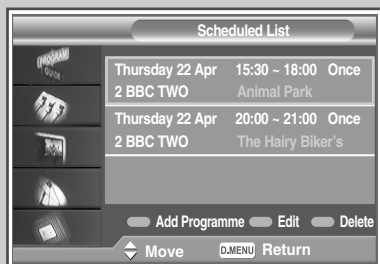 Scheduled List
PROGRAM
GUIDE
Thursday 22 Apr 15:30 ~ 18:00 Once
2 BBC TWO Animal Park
Thursday 22 Apr 20:00 ~ 21:00 Once
2 BBC TWO The Hairy Biker's
Add Programme Edit Delete
Move D.MENU Return